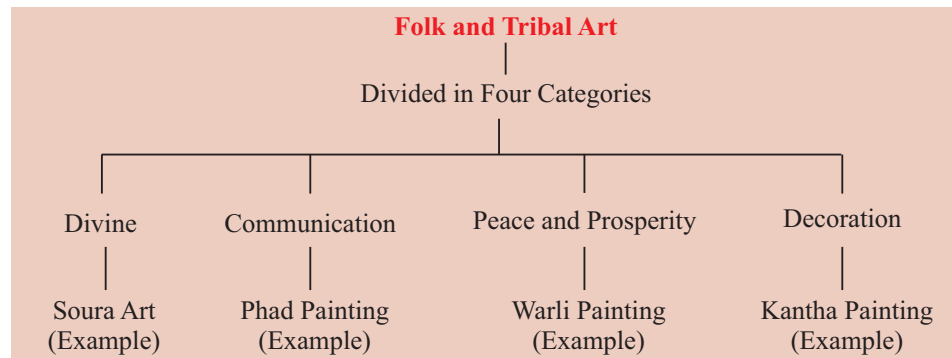 Folk and Tribal Art
Divided in Four Categories
Divine
Communication
Peace and Prosperity
Decoration
Soura Art
(Example)
Phad Painting
(Example)
Warli Painting
(Example)
Kantha Painting
(Example)